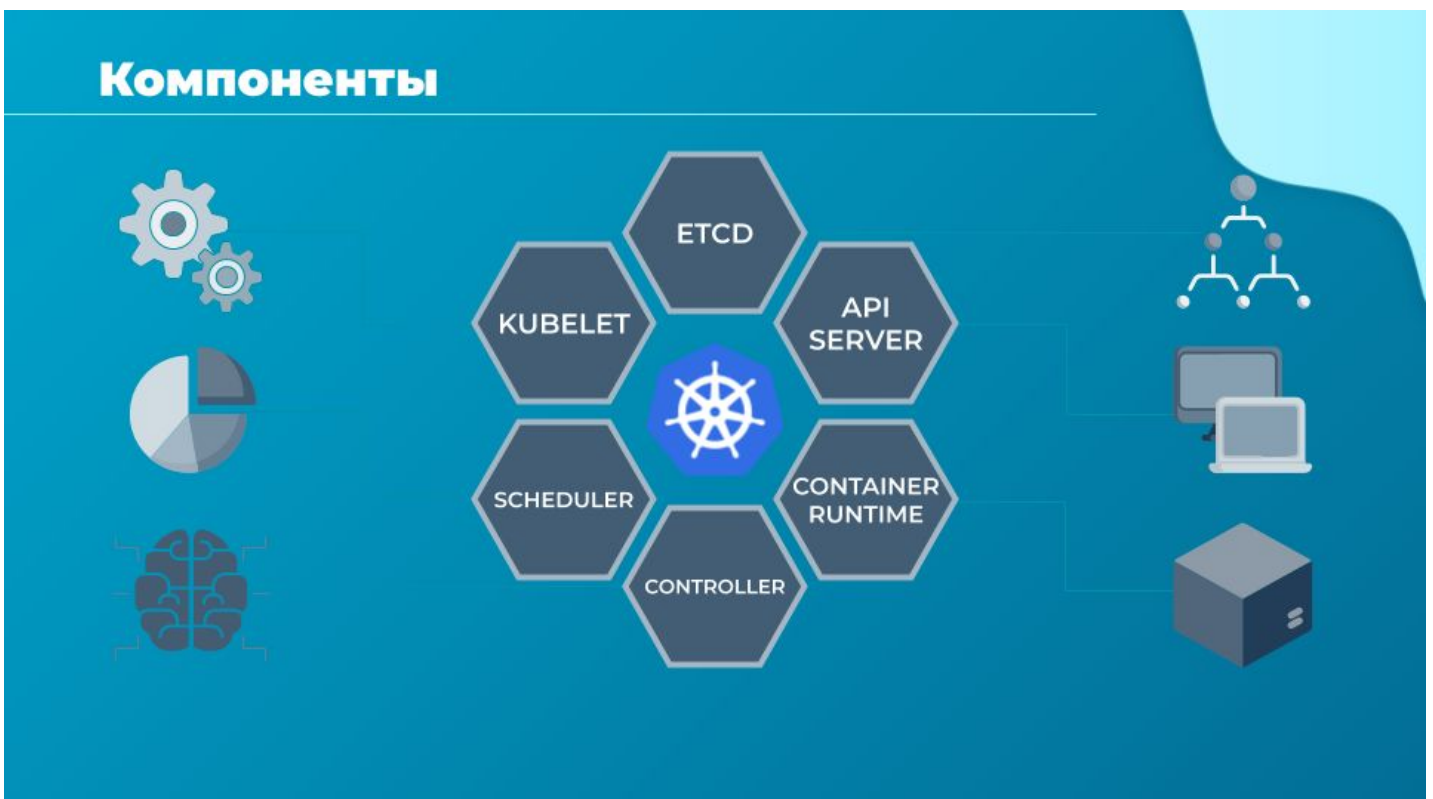 Компоненты
ETCD
KUBELET
API
SERVER
SCHEDULER
CONTAINER
RUNTIME
CONTROLLER